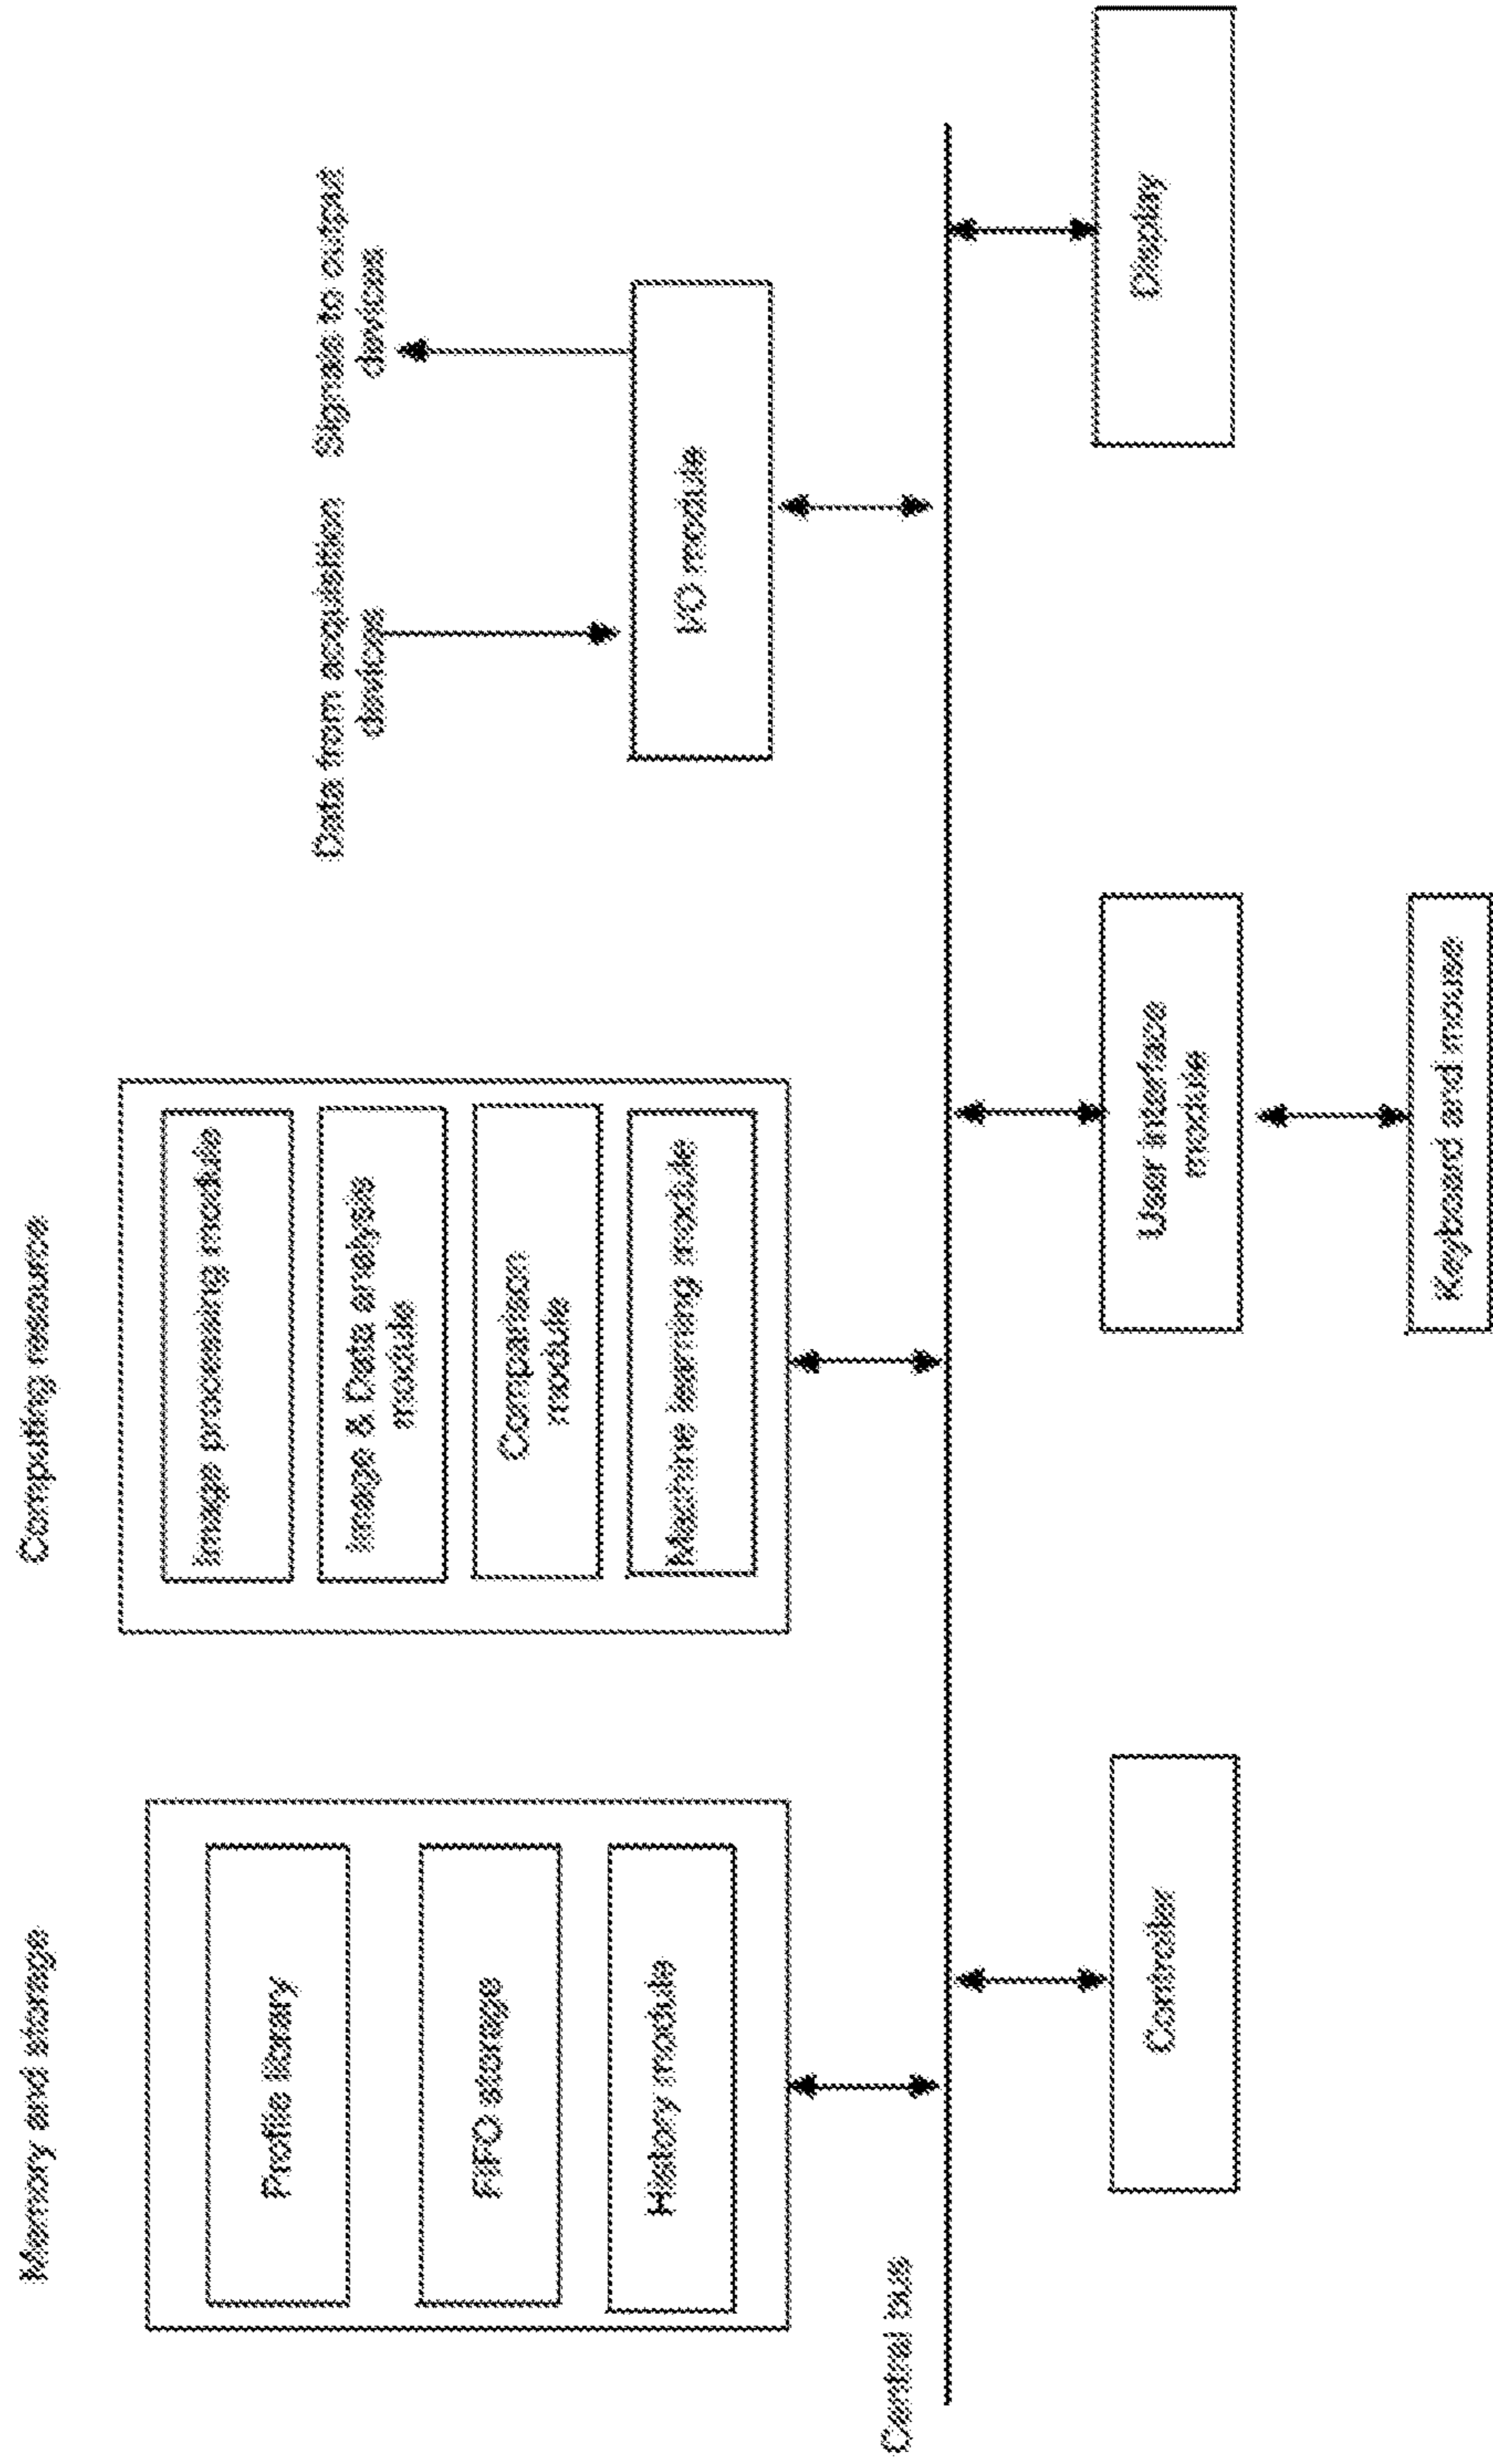 Memory and storage
Profile library
FIFO storage
History module
Computing resource
Image processing module
Image & Data analysis
module
Comparison
module
Machine learning module
Data from acquisition
devices
Signals to output
devices
I/O module
Central bus
Controller
User interface
module
Keyboard and mouse
Display